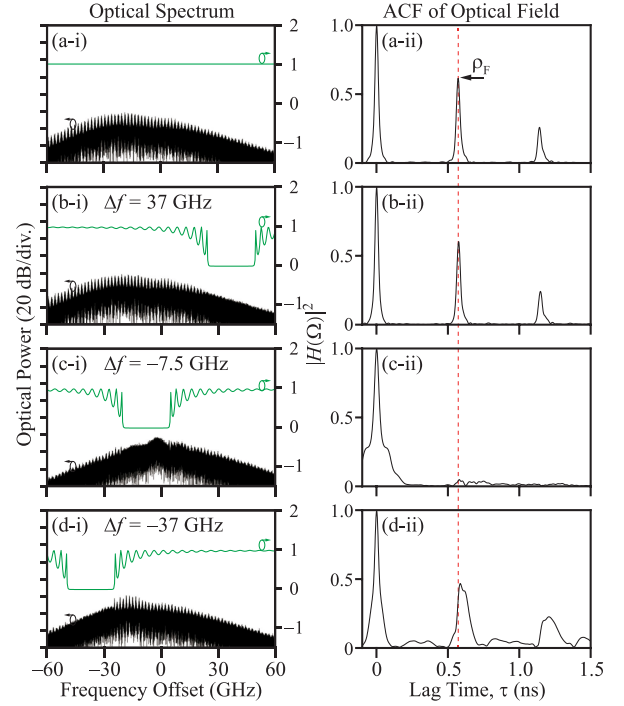 Optical Spectrum
ACF of Optical Field
(a-i)
2
1
0
−1
(a-ii)
ρF
1.0
0.5
0
(b-i) Δf = 37 GHz
2
1
0
−1
(b-ii)
1.0
0.5
0
(c-i) Δf = −7.5 GHz
2
1
0
−1
(c-ii)
1.0
0.5
0
(d-i) Δf = −37 GHz
2
1
0
−1
(d-ii)
1.0
0.5
0
Optical Power (20 dB/div.)
|H(Ω)|²
−60 −30 0 30 60
Frequency Offset (GHz)
0 0.5 1.0 1.5
Lag Time, τ (ns)